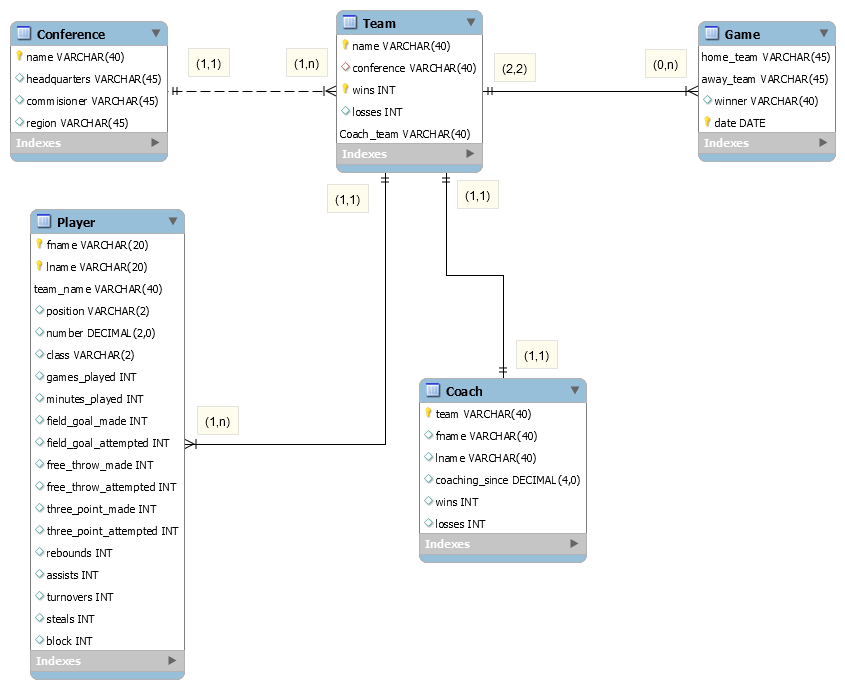 Conference
name VARCHAR(40)
headquarters VARCHAR(45)
commisioner VARCHAR(45)
region VARCHAR(45)
Indexes
(1,1)
(1,n)
Team
name VARCHAR(40)
conference VARCHAR(40)
wins INT
losses INT
Coach_team VARCHAR(40)
Indexes
(2,2)
(0,n)
Game
home_team VARCHAR(45)
away_team VARCHAR(45)
winner VARCHAR(40)
date DATE
Indexes
(1,1)
(1,1)
Player
fname VARCHAR(20)
lname VARCHAR(20)
team_name VARCHAR(40)
position VARCHAR(2)
number DECIMAL(2,0)
class VARCHAR(2)
games_played INT
minutes_played INT
field_goal_made INT
field_goal_attempted INT
free_throw_made INT
free_throw_attempted INT
three_point_made INT
three_point_attempted INT
rebounds INT
assists INT
turnovers INT
steals INT
block INT
Indexes
(1,n)
(1,1)
Coach
team VARCHAR(40)
fname VARCHAR(40)
lname VARCHAR(40)
coaching_since DECIMAL(4,0)
wins INT
losses INT
Indexes